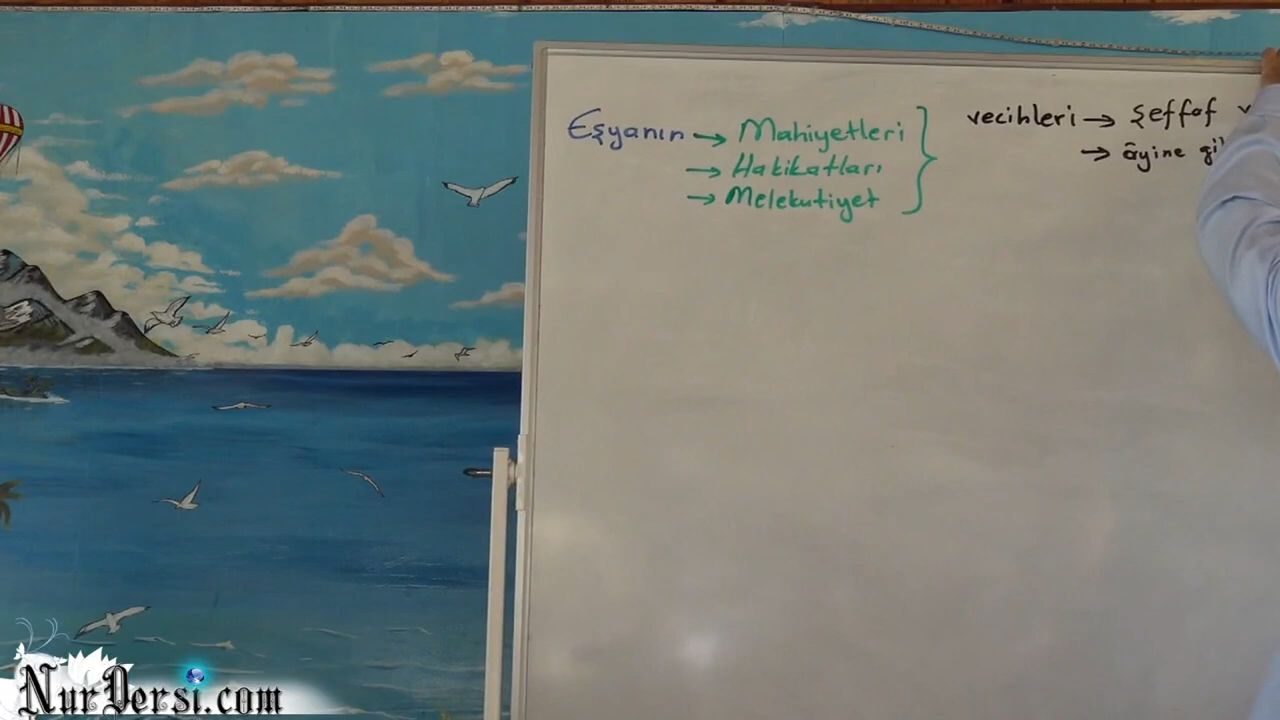 Eşyanın → Mahiyetleri
→ Hakikatları
→ Melekutiyet
vecihleri → şeffaf
→ âyine
NurDersi.com